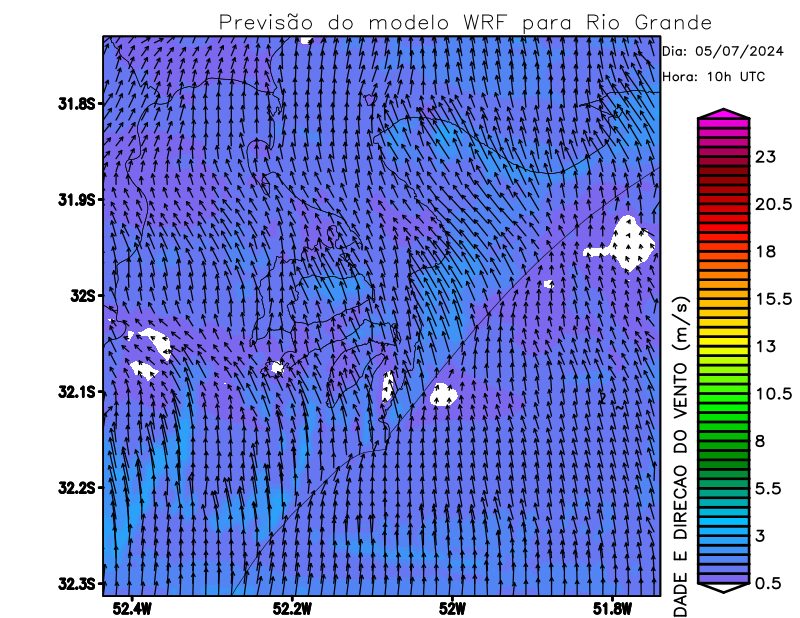 Previsão do modelo WRF para Rio Grande
Dia: 05/07/2024
Hora: 10h UTC
31.8S
31.9S
32S
32.1S
32.2S
32.3S
52.4W
52.2W
52W
51.8W
23
20.5
18
15.5
13
10.5
8
5.5
3
0.5
DADE E DIRECAO DO VENTO (m/s)